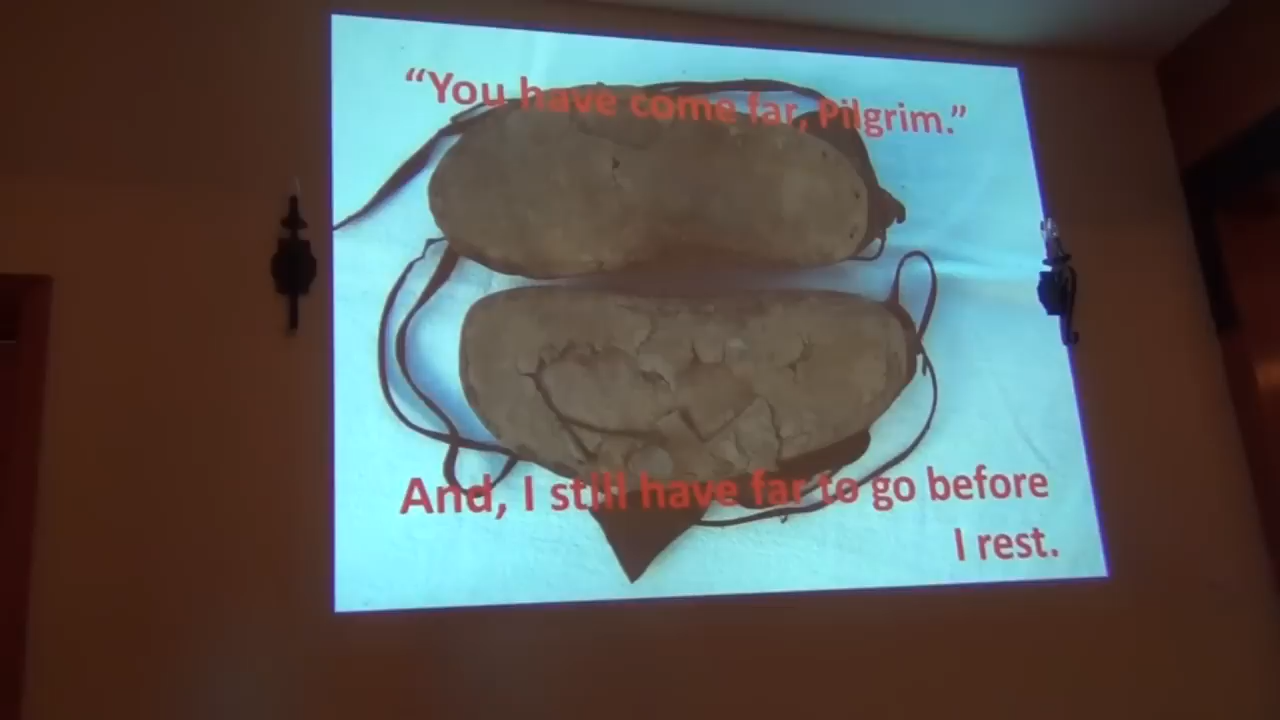 “You have come far, Pilgrim.”
And, I still have far to go before
I rest.